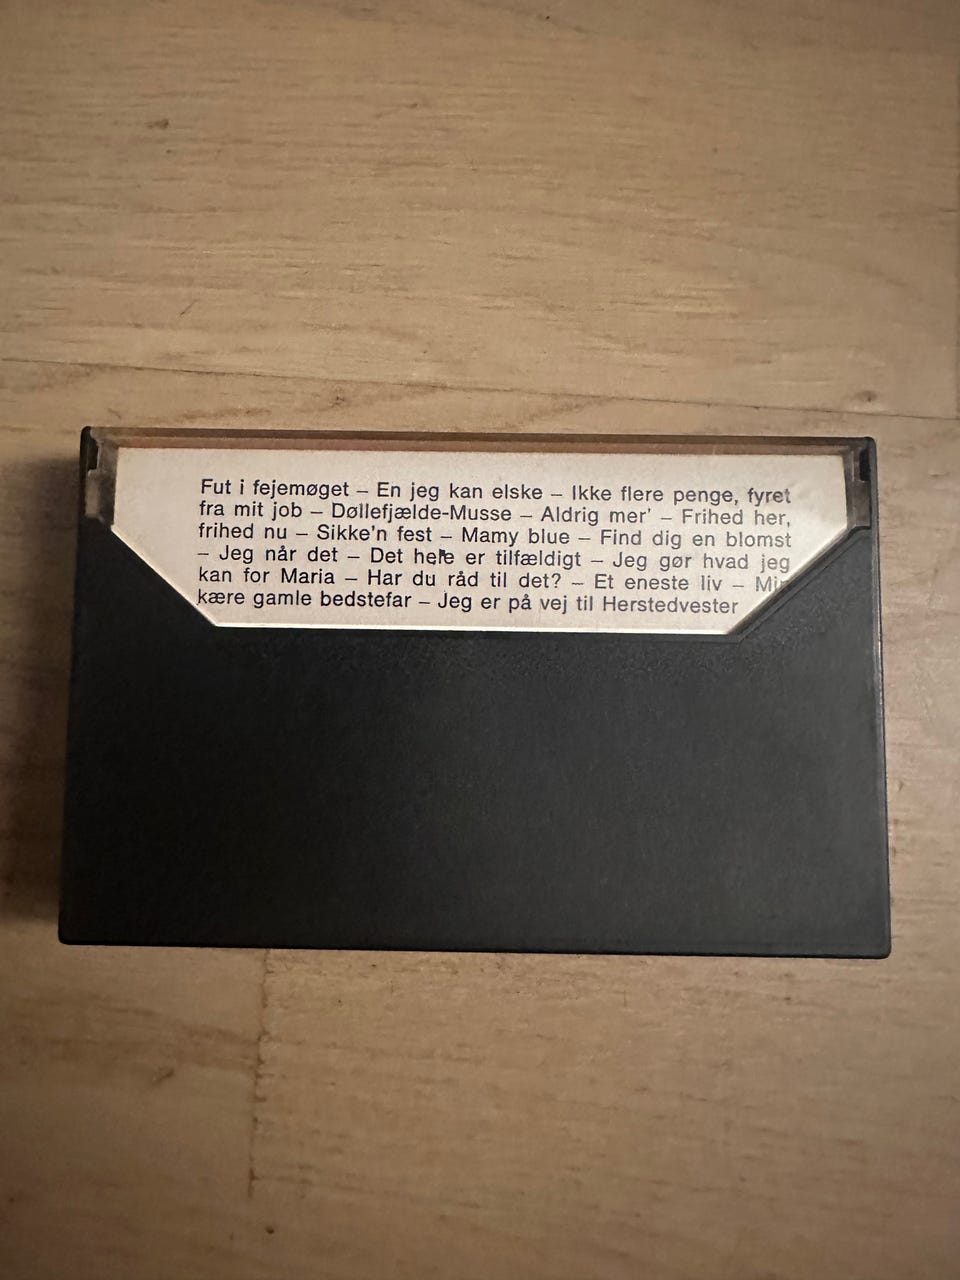 Fut i fejemøget – En jeg kan elske – Ikke flere penge, fyret
fra mit job – Døllefjælde-Musse – Aldrig mer' – Frihed her,
frihed nu – Sikke'n fest – Mamy blue – Find dig en blomst
– Jeg når det – Det hele er tilfældigt – Jeg gør hvad jeg
kan for Maria – Har du råd til det? – Et eneste liv – Min
kære gamle bedstefar – Jeg er på vej til Herstedvester